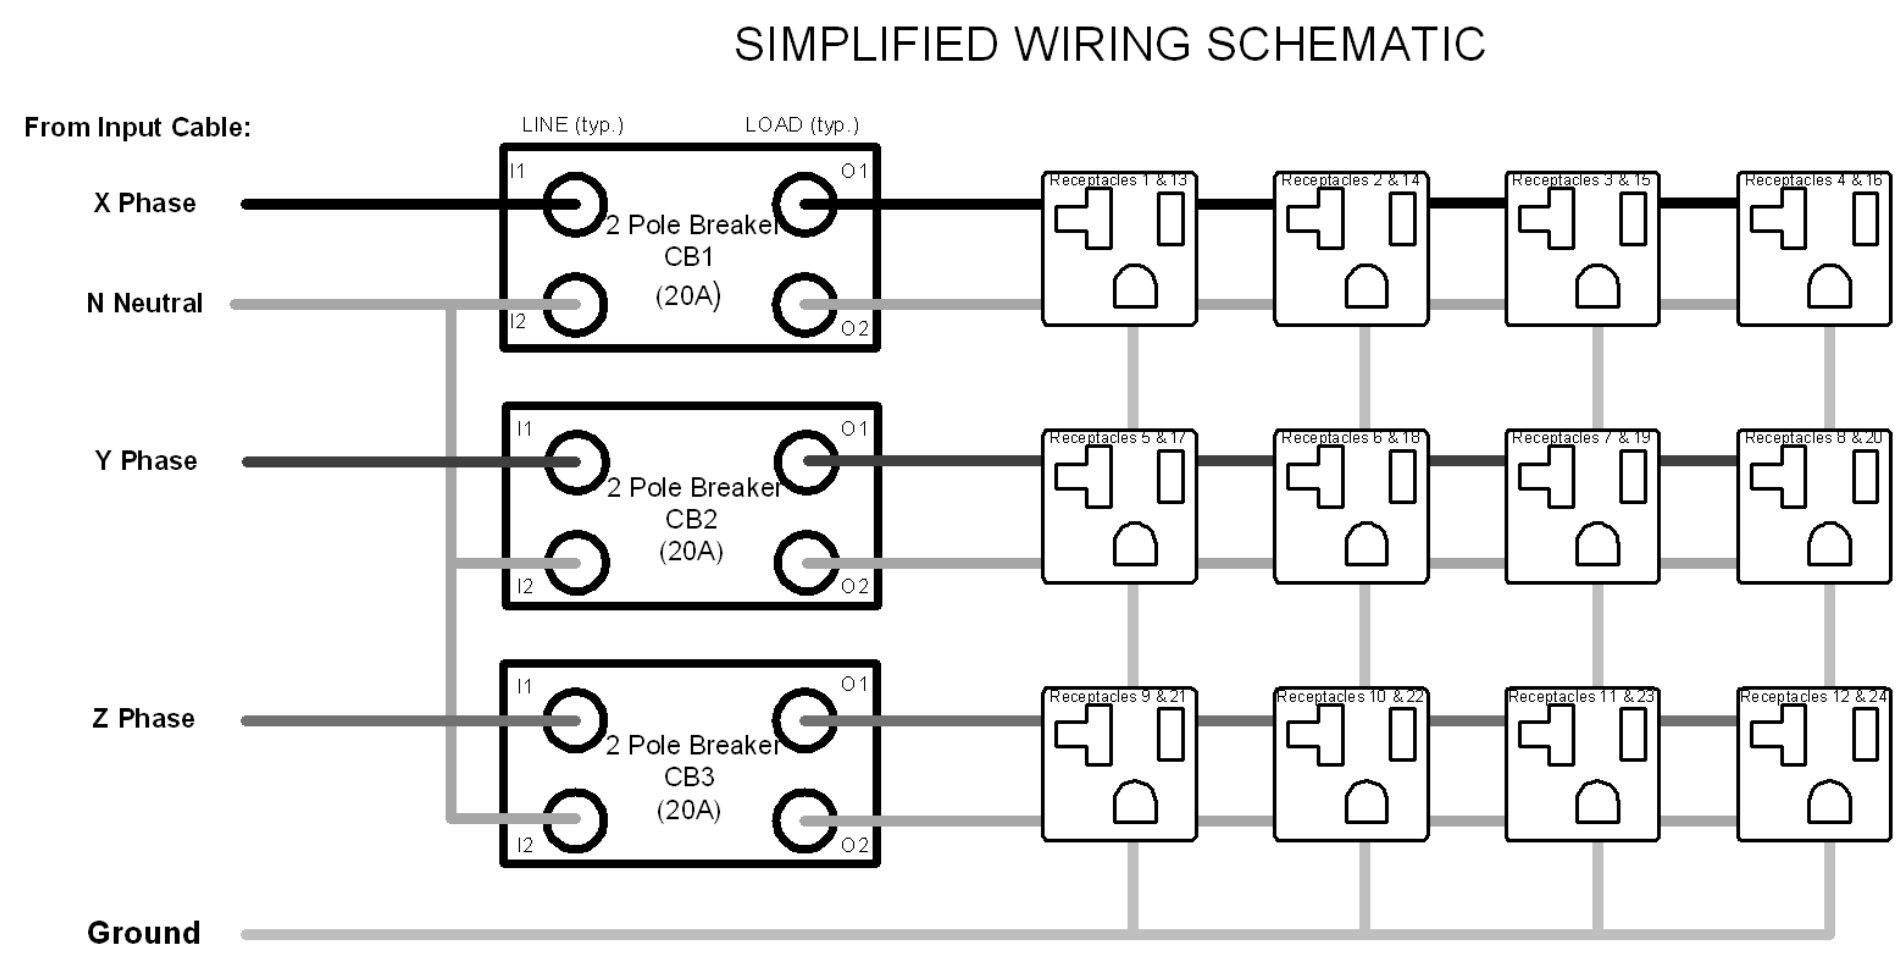 SIMPLIFIED WIRING SCHEMATIC
From Input Cable:
LINE (typ.)
LOAD (typ.)
X Phase
I1
O1
2 Pole Breaker
CB1
(20A)
N Neutral
I2
O2
Receptacles 1 & 13
Receptacles 2 & 14
Receptacles 3 & 15
Receptacles 4 & 16
Y Phase
I1
O1
2 Pole Breaker
CB2
(20A)
I2
O2
Receptacles 5 & 17
Receptacles 6 & 18
Receptacles 7 & 19
Receptacles 8 & 20
Z Phase
I1
O1
2 Pole Breaker
CB3
(20A)
I2
O2
Receptacles 9 & 21
Receptacles 10 & 22
Receptacles 11 & 23
Receptacles 12 & 24
Ground